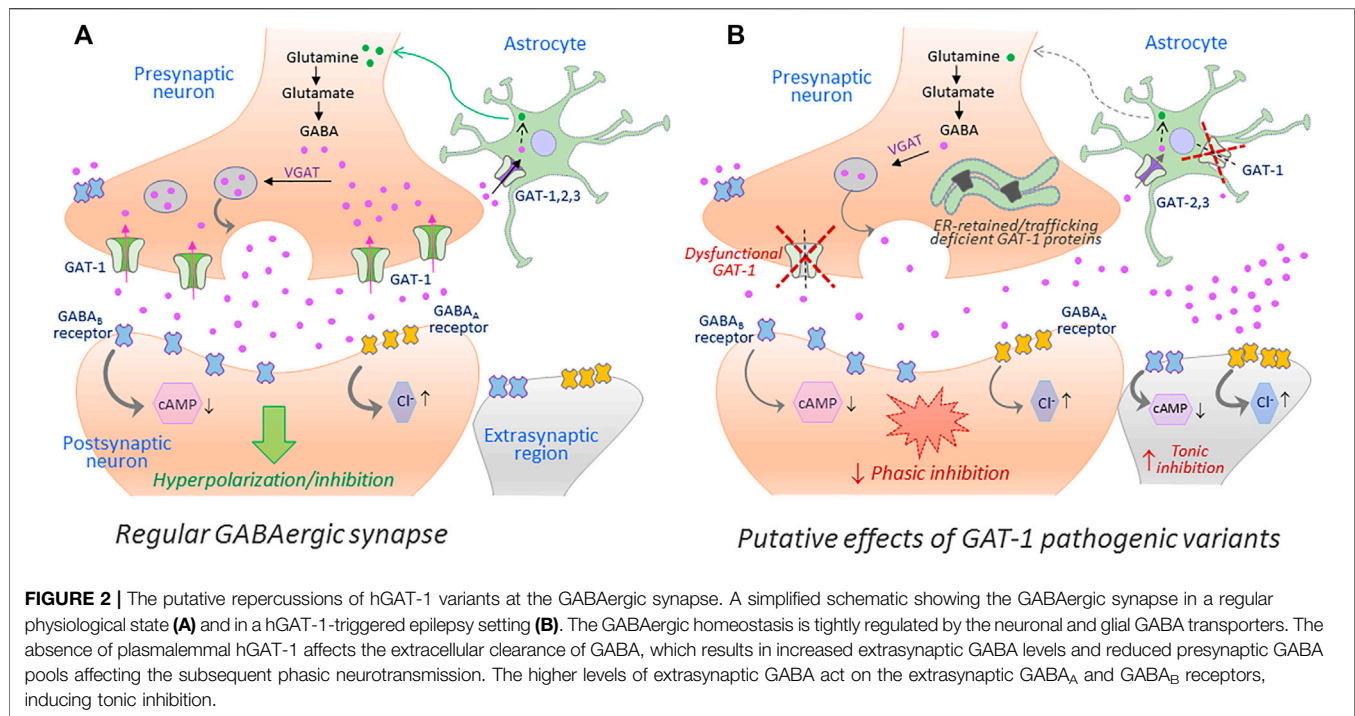 A
Presynaptic
neuron
Glutamine
Glutamate
GABA
VGAT
Astrocyte
GAT-1,2,3
GAT-1
GAT-1
GABAB
receptor
GABAA
receptor
cAMP ↓
Cl- ↑
Postsynaptic
neuron
Hyperpolarization/inhibition
Extrasynaptic
region
Regular GABAergic synapse
B
Presynaptic
neuron
Glutamine
Glutamate
GABA
VGAT
Astrocyte
GAT-1
GAT-2,3
ER-retained/trafficking
deficient GAT-1 proteins
Dysfunctional
GAT-1
GABAB
receptor
GABAA
receptor
cAMP ↓
Cl- ↑
↓ Phasic inhibition
cAMP ↓
Cl- ↑
↑ Tonic
inhibition
Putative effects of GAT-1 pathogenic variants
FIGURE 2 | The putative repercussions of hGAT-1 variants at the GABAergic synapse. A simplified schematic showing the GABAergic synapse in a regular
physiological state (A) and in a hGAT-1-triggered epilepsy setting (B). The GABAergic homeostasis is tightly regulated by the neuronal and glial GABA transporters. The
absence of plasmalemmal hGAT-1 affects the extracellular clearance of GABA, which results in increased extrasynaptic GABA levels and reduced presynaptic GABA
pools affecting the subsequent phasic neurotransmission. The higher levels of extrasynaptic GABA act on the extrasynaptic GABAA and GABAB receptors,
inducing tonic inhibition.